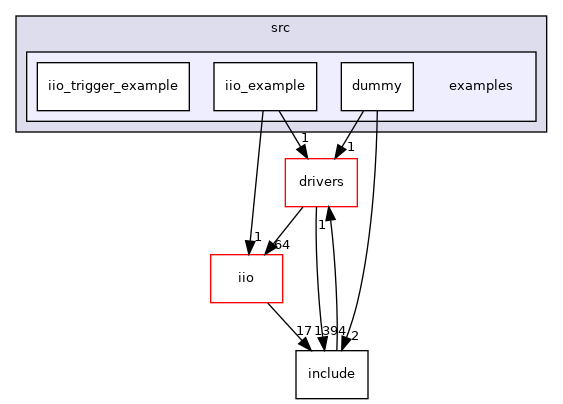 src
iio_trigger_example
iio_example
dummy
examples
1
1
drivers
1
64
1
iio
17
1394
2
include